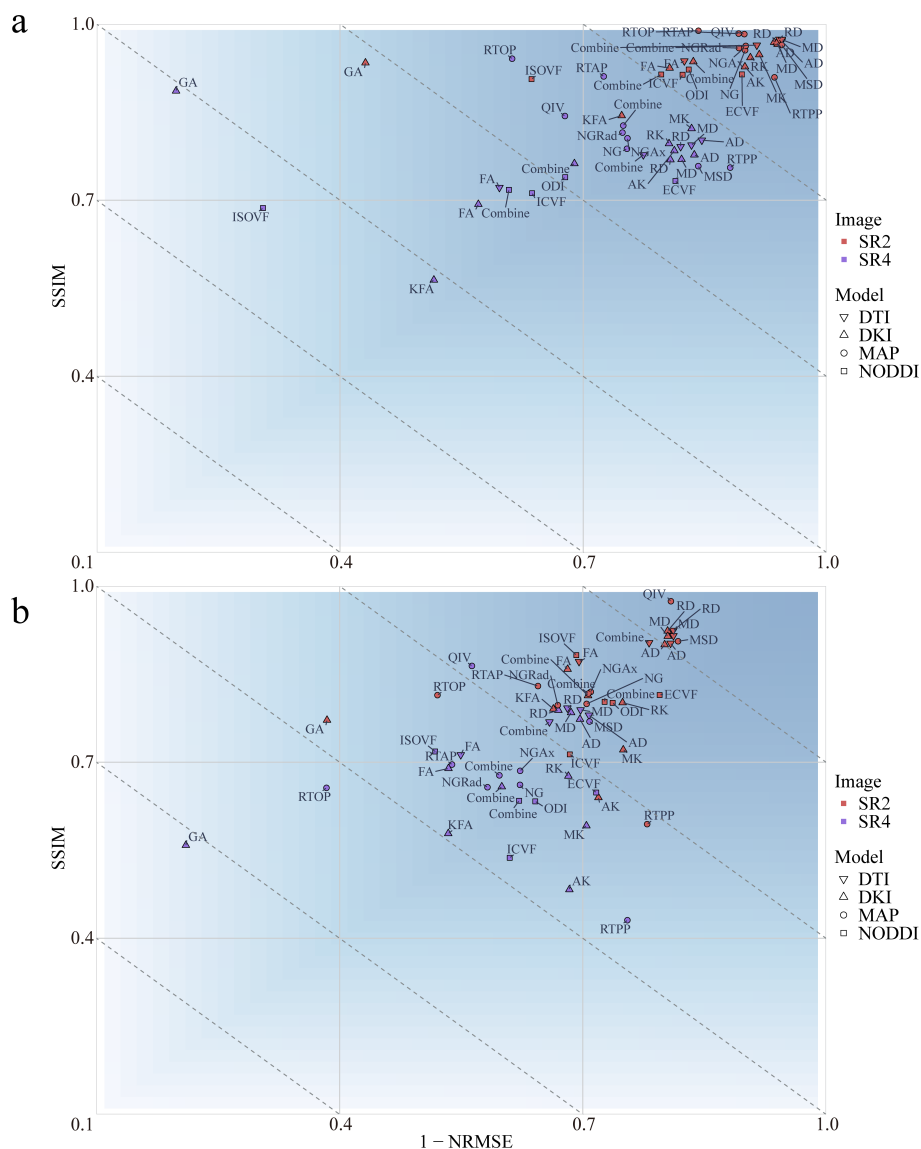 a
1.0
RTOP RTAP QIV RD RD
RTOP
Combine Combine NGRad MD
GA
ISOVF
RTAP
FA FA
NGAx RK AD AD
GA
Combine ICVF Combine
AK MD
ODI
NG MSD
ECVF MK
RTPP
QIV
Combine
KFA
MK
NGRad
RK RD MD
AD
NG NGAx
Combine
Combine
RD MD AD RTPP
FA
ODI
AK MSD
ECVF
0.7
ISOVF
FA Combine
ICVF
KFA
SSIM
Image
SR2
SR4
Model
DTI
DKI
MAP
NODDI
0.4
0.1
0.4
0.7
1.0
b
1.0
QIV
RD
RD
MD MD
ISOVF
FA
Combine
MSD
QIV
Combine FA
AD AD
RTAP NGRad
NGAx
RTOP
Combine
NG
KFA
RD
Combine ECVF
GA
RD
MD
ODI RK
Combine
MD
MSD
ISOVF
FA
AD
AD
MK
0.7
RTAP
NGAx
ICVF
FA
Combine
RK
RTOP
NGRad
NG
ECVF
Combine
ODI
AK
Combine
RTPP
GA
KFA
MK
ICVF
AK
RTPP
SSIM
Image
SR2
SR4
Model
DTI
DKI
MAP
NODDI
0.4
0.1
0.4
0.7
1.0
1 − NRMSE